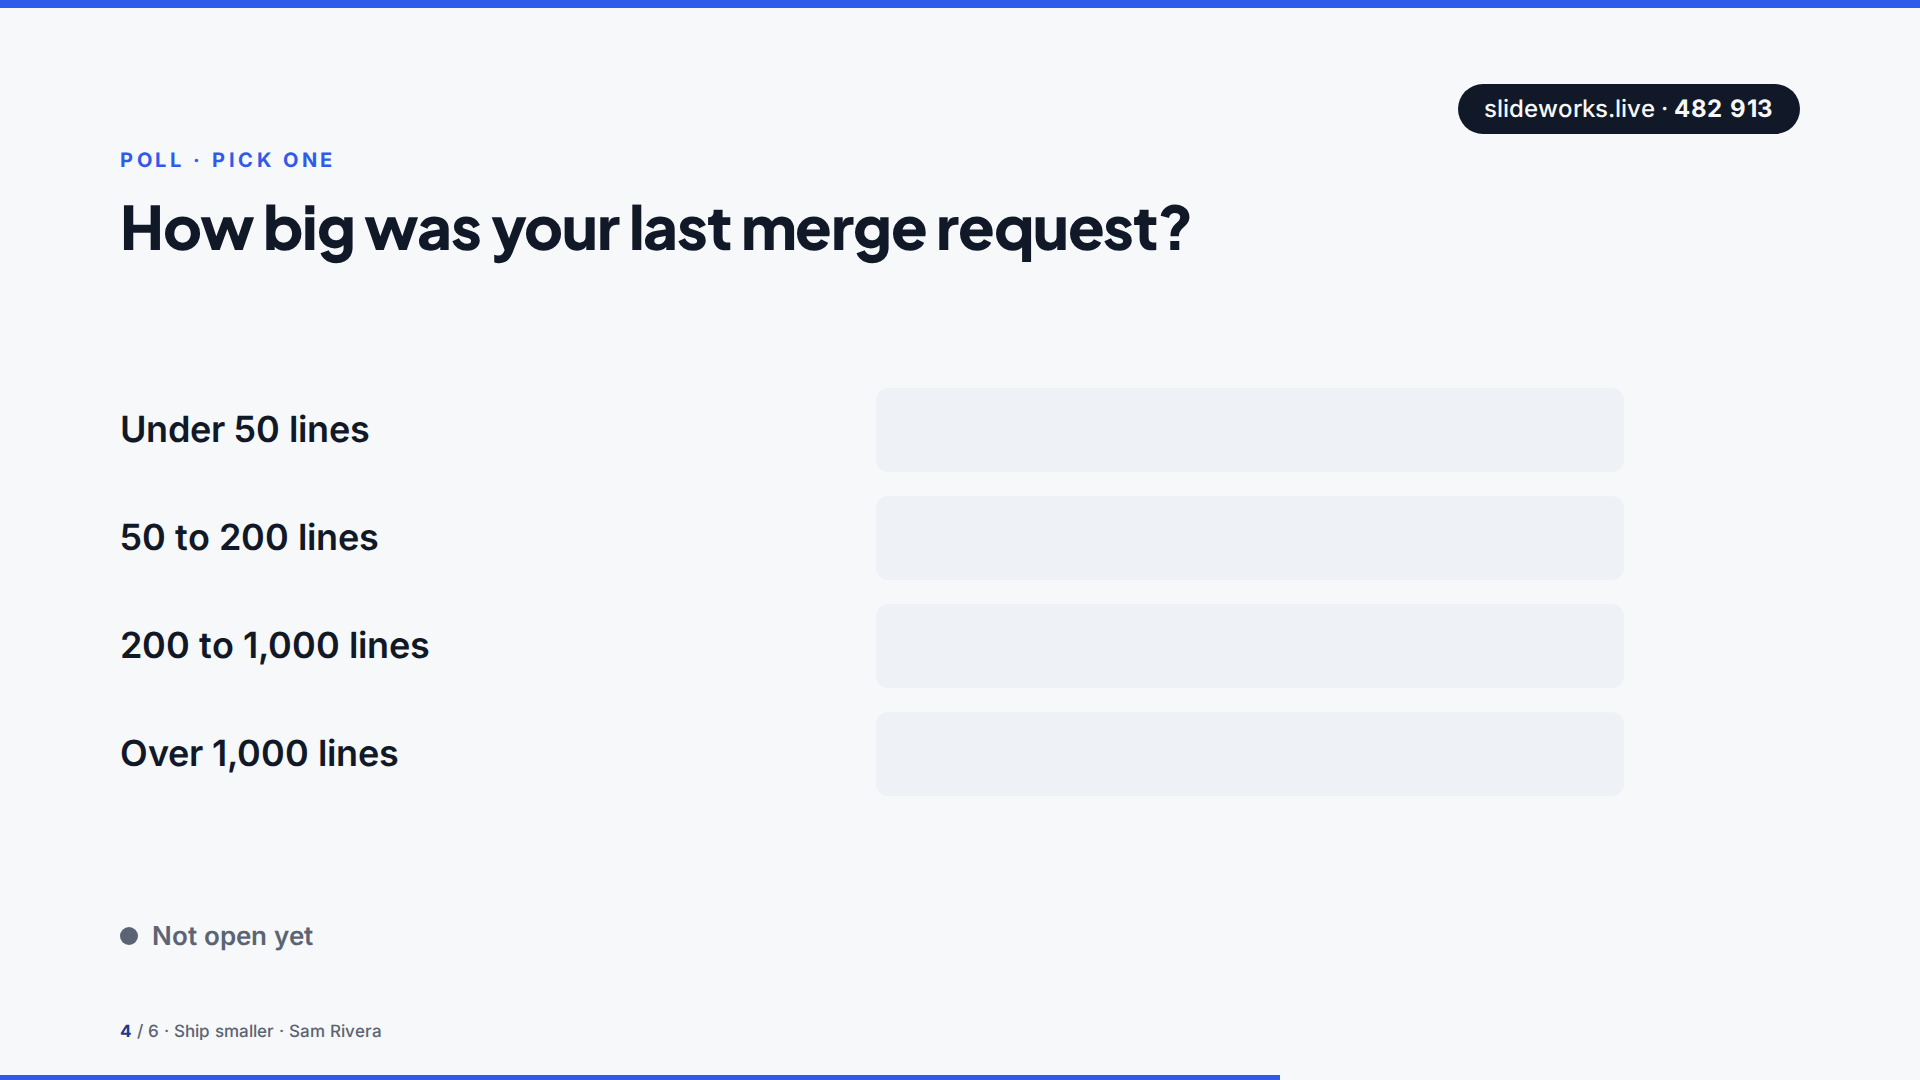 slideworks.live · 482 913
POLL · PICK ONE
How big was your last merge request?
Under 50 lines
50 to 200 lines
200 to 1,000 lines
Over 1,000 lines
Not open yet
4 / 6 · Ship smaller · Sam Rivera